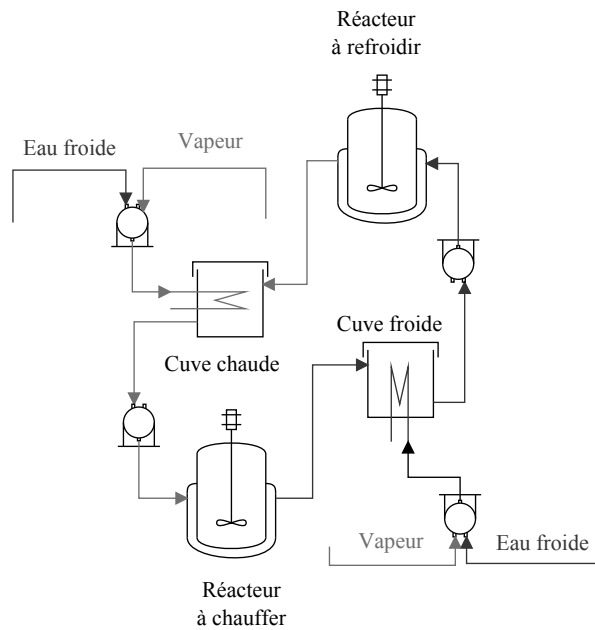 Réacteur
à refroidir
Eau froide
Vapeur
Cuve froide
Cuve chaude
Vapeur
Eau froide
Réacteur
à chauffer